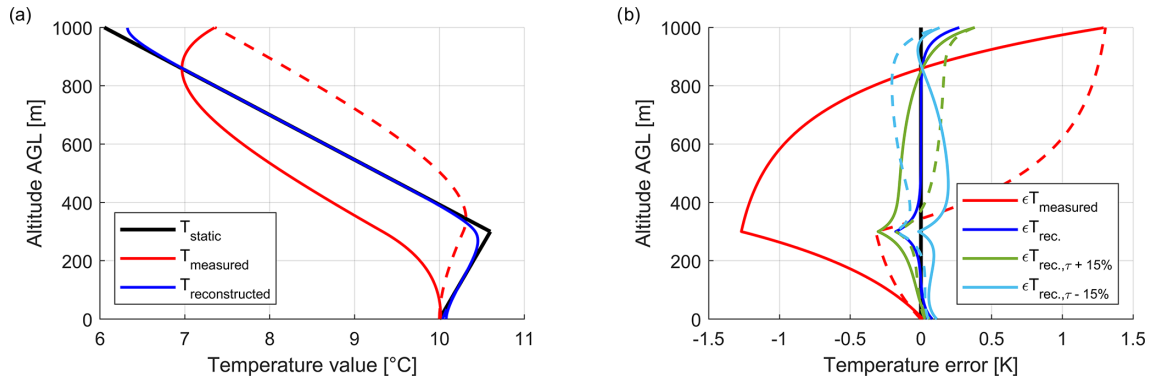 (a)
1000
800
600
400
200
0
Altitude AGL [m]
T_static
T_measured
T_reconstructed
6 7 8 9 10 11
Temperature value [°C]
(b)
1000
800
600
400
200
0
Altitude AGL [m]
ϵT_measured
ϵT_rec.
ϵT_rec.,τ + 15%
ϵT_rec.,τ - 15%
-1.5 -1 -0.5 0 0.5 1 1.5
Temperature error [K]